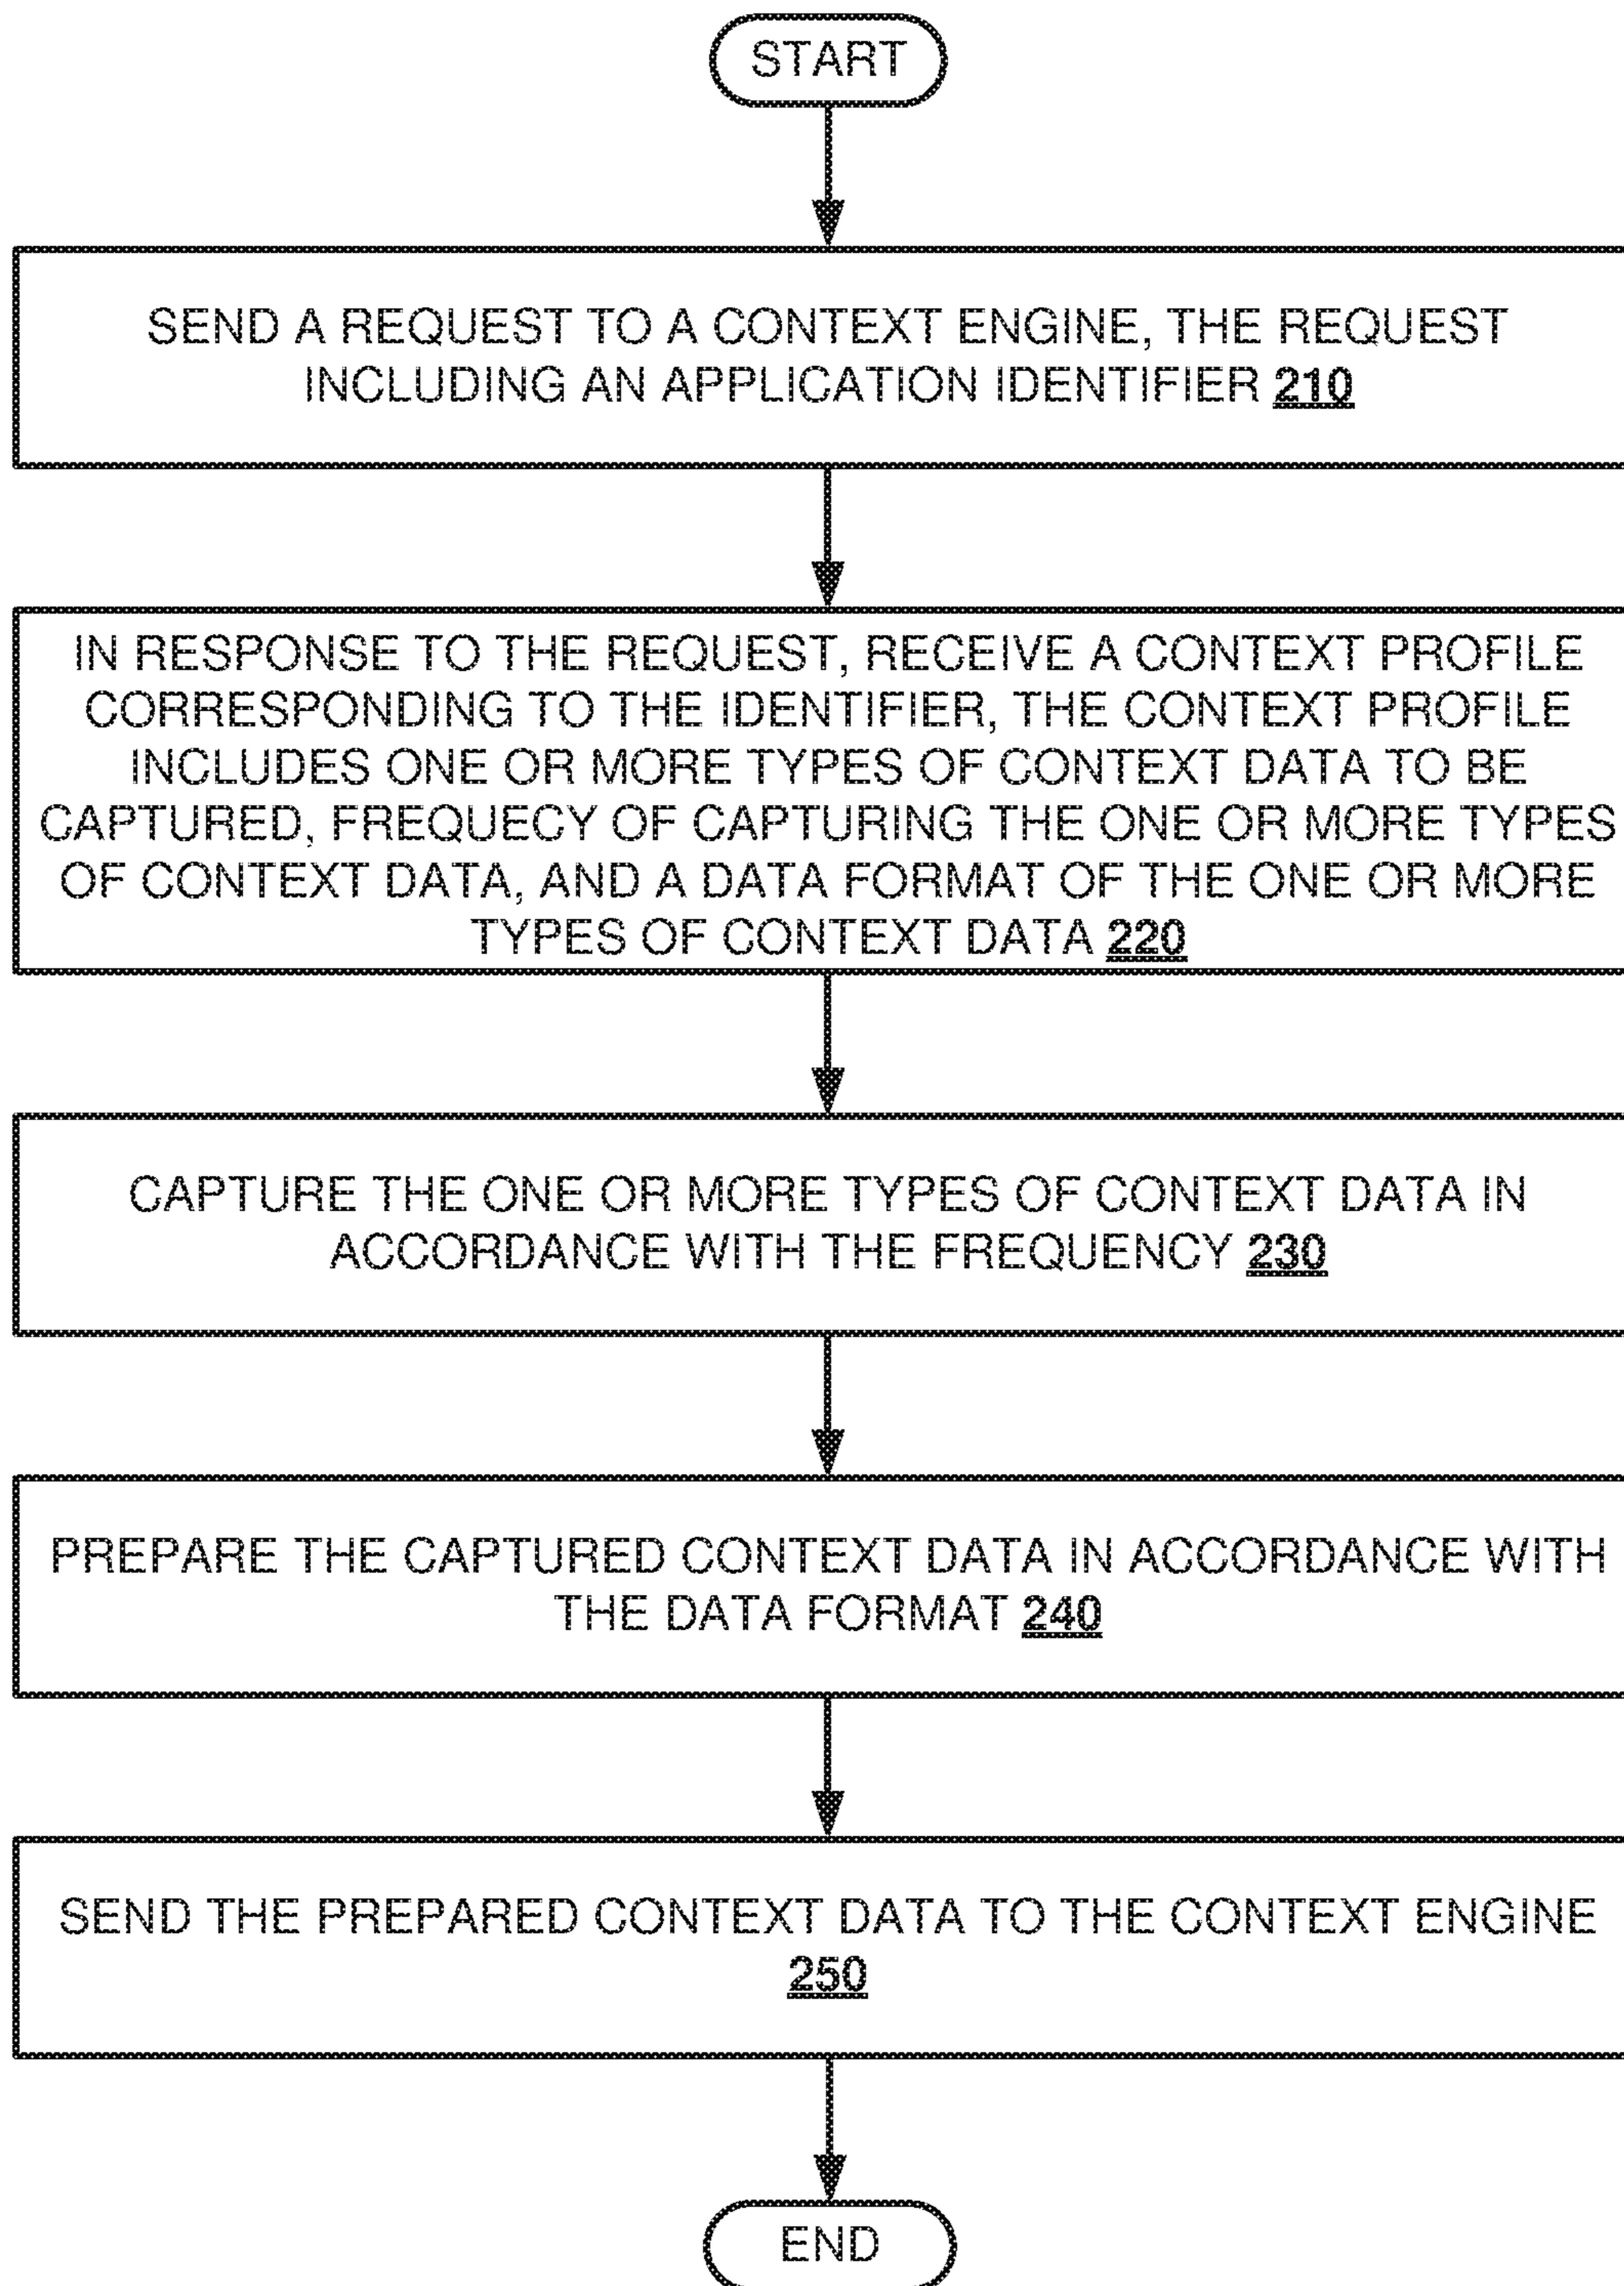 START
SEND A REQUEST TO A CONTEXT ENGINE, THE REQUEST
INCLUDING AN APPLICATION IDENTIFIER 210
IN RESPONSE TO THE REQUEST, RECEIVE A CONTEXT PROFILE
CORRESPONDING TO THE IDENTIFIER, THE CONTEXT PROFILE
INCLUDES ONE OR MORE TYPES OF CONTEXT DATA TO BE
CAPTURED, FREQUECY OF CAPTURING THE ONE OR MORE TYPES
OF CONTEXT DATA, AND A DATA FORMAT OF THE ONE OR MORE
TYPES OF CONTEXT DATA 220
CAPTURE THE ONE OR MORE TYPES OF CONTEXT DATA IN
ACCORDANCE WITH THE FREQUENCY 230
PREPARE THE CAPTURED CONTEXT DATA IN ACCORDANCE WITH
THE DATA FORMAT 240
SEND THE PREPARED CONTEXT DATA TO THE CONTEXT ENGINE
250
END